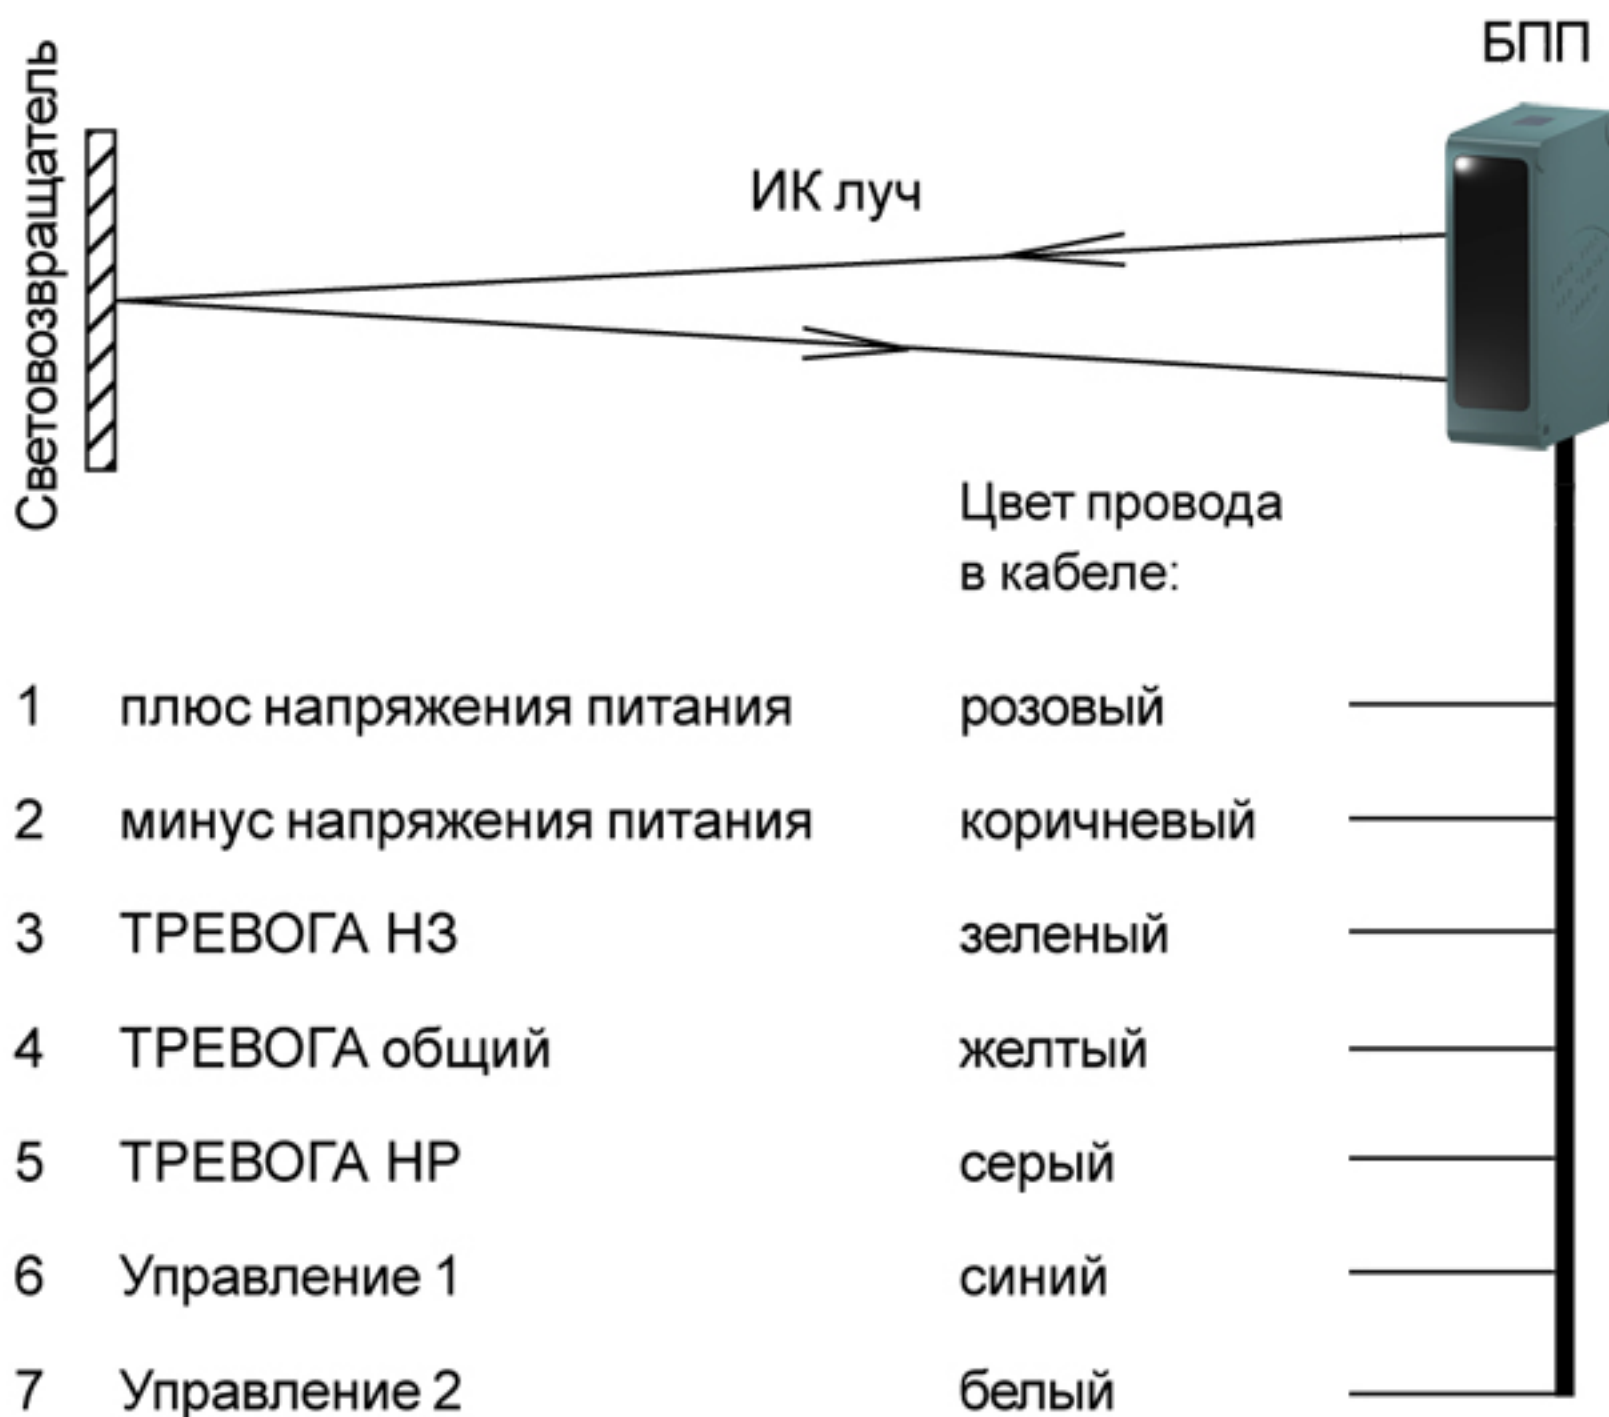 БПП
Световозвращатель
ИК луч
Цвет провода
в кабеле:
1 плюс напряжения питания розовый
2 минус напряжения питания коричневый
3 ТРЕВОГА НЗ зеленый
4 ТРЕВОГА общий желтый
5 ТРЕВОГА НР серый
6 Управление 1 синий
7 Управление 2 белый